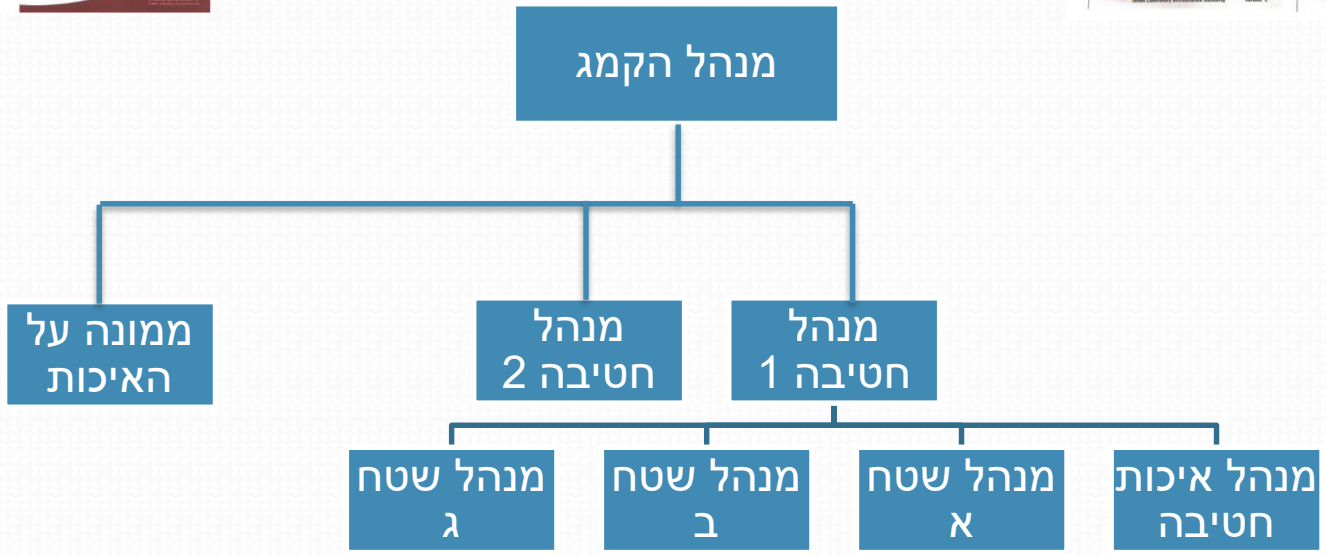 מנהל הקמג
מנהל
חטיבה 1
מנהל
חטיבה 2
ממונה על
האיכות
מנהל איכות
חטיבה
מנהל שטח
א
מנהל שטח
ב
מנהל שטח
ג